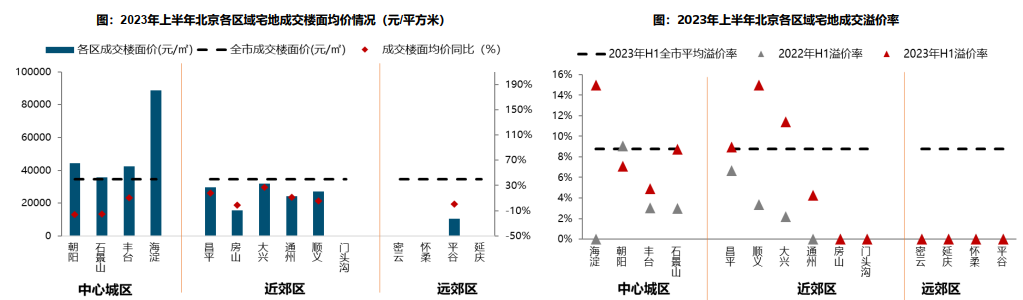 图：2023年上半年北京各区域宅地成交楼面均价情况（元/平方米）
各区成交楼面价(元/㎡)
全市成交楼面价(元/㎡)
成交楼面均价同比（%）
100000
80000
60000
40000
20000
0
190%
150%
110%
70%
30%
-10%
-50%
朝阳
石景山
丰台
海淀
昌平
房山
大兴
通州
顺义
门头沟
密云
怀柔
平谷
延庆
中心城区
近郊区
远郊区
图：2023年上半年北京各区域宅地成交溢价率
2023年H1全市平均溢价率
2022年H1溢价率
2023年H1溢价率
16%
14%
12%
10%
8%
6%
4%
2%
0%
海淀
朝阳
丰台
石景山
昌平
顺义
大兴
通州
房山
门头沟
密云
延庆
怀柔
平谷
中心城区
近郊区
远郊区